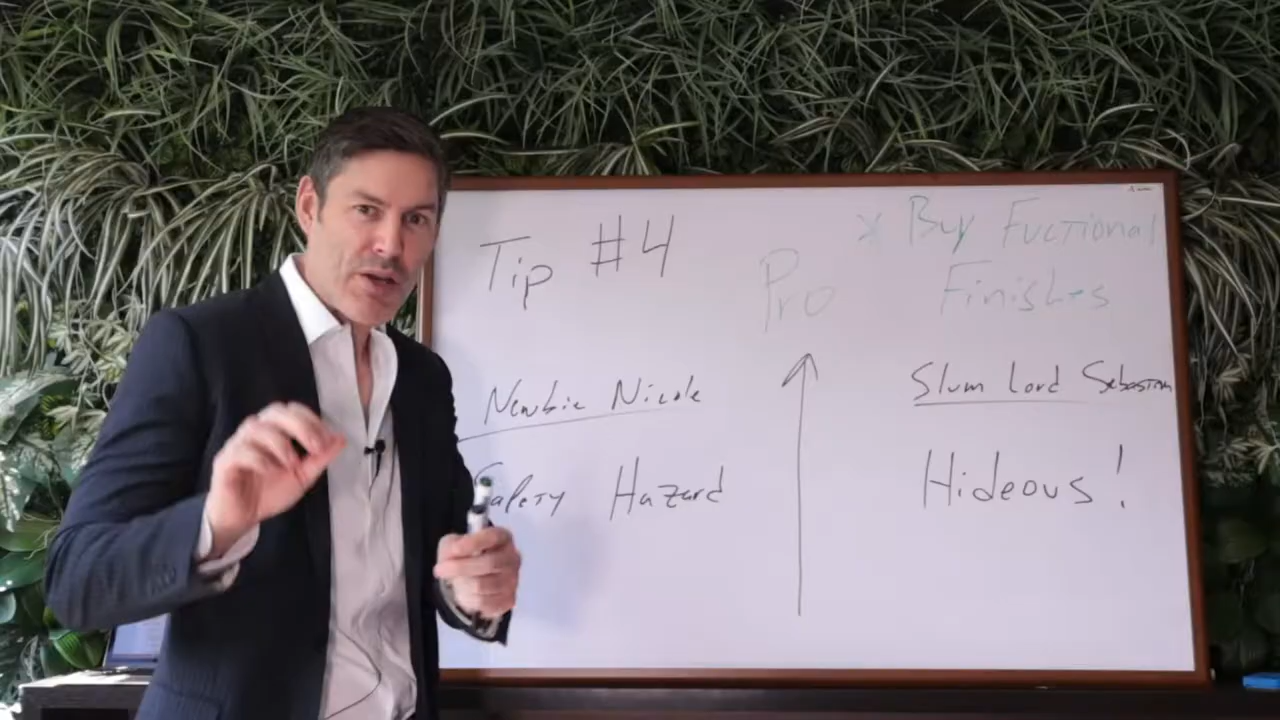 Tip #4
Pro
x Buy Fuctional
Finishes
Newbie Nicole
Slum Lord Sebastian
Safety Hazard
Hideous!